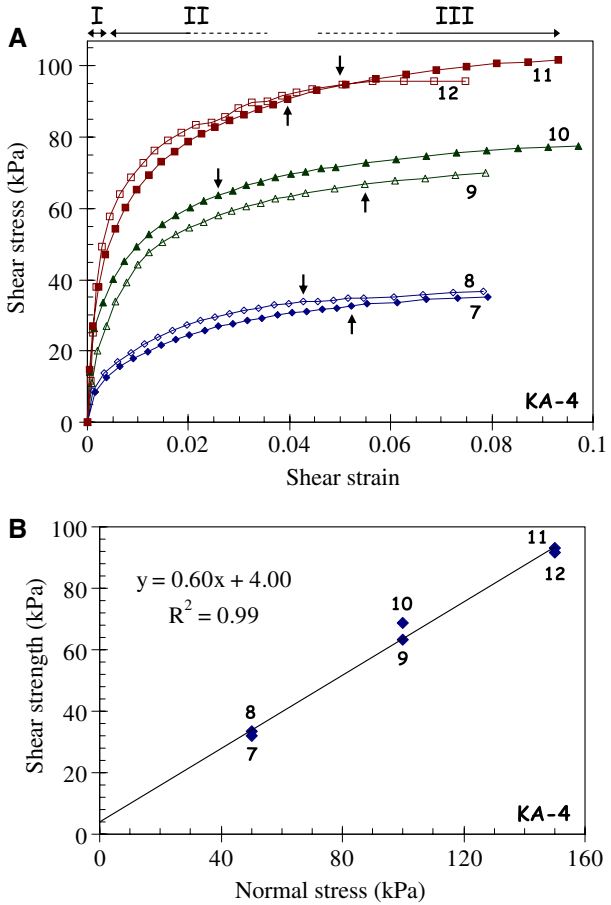 I II III
A
100
80
60
40
20
0
Shear stress (kPa)
11
12
10
9
8
7
KA-4
0 0.02 0.04 0.06 0.08 0.1
Shear strain
B
100
80
60
40
20
0
Shear strength (kPa)
y = 0.60x + 4.00
R² = 0.99
11
12
10
9
8
7
KA-4
0 40 80 120 160
Normal stress (kPa)